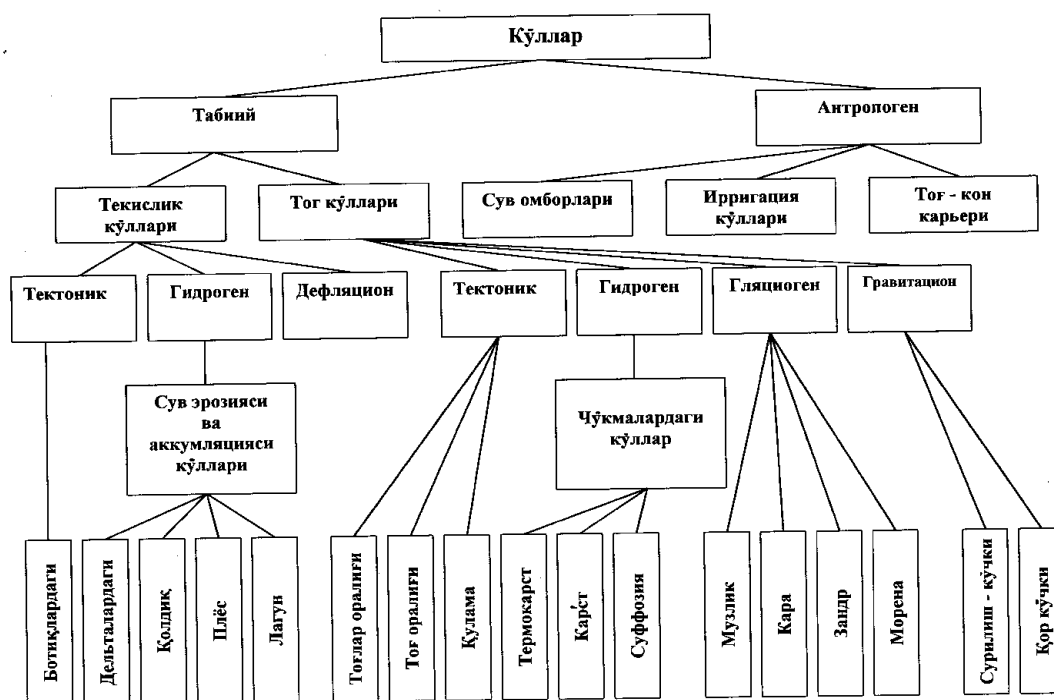 Кўллар
Табиий
Антропоген
Текислик
кўллари
Тог кўллари
Сув омборлари
Ирригация
кўллари
Тоғ - кон
карьери
Тектоник
Гидроген
Дефляцион
Тектоник
Гидроген
Гляциоген
Гравитацион
Сув эрозияси
ва
аккумляцияси
кўллари
Чўкмалардаги
кўллар
Ботиқлардаги
Дельталардаги
Қолдиқ
Плёс
Лагун
Тоғлар оралиғи
Тоғ оралиғи
Қулама
Термокарст
Карст
Суффозия
Музлик
Кара
Зандр
Морена
Сурилиш - кўчки
Қор кўчки